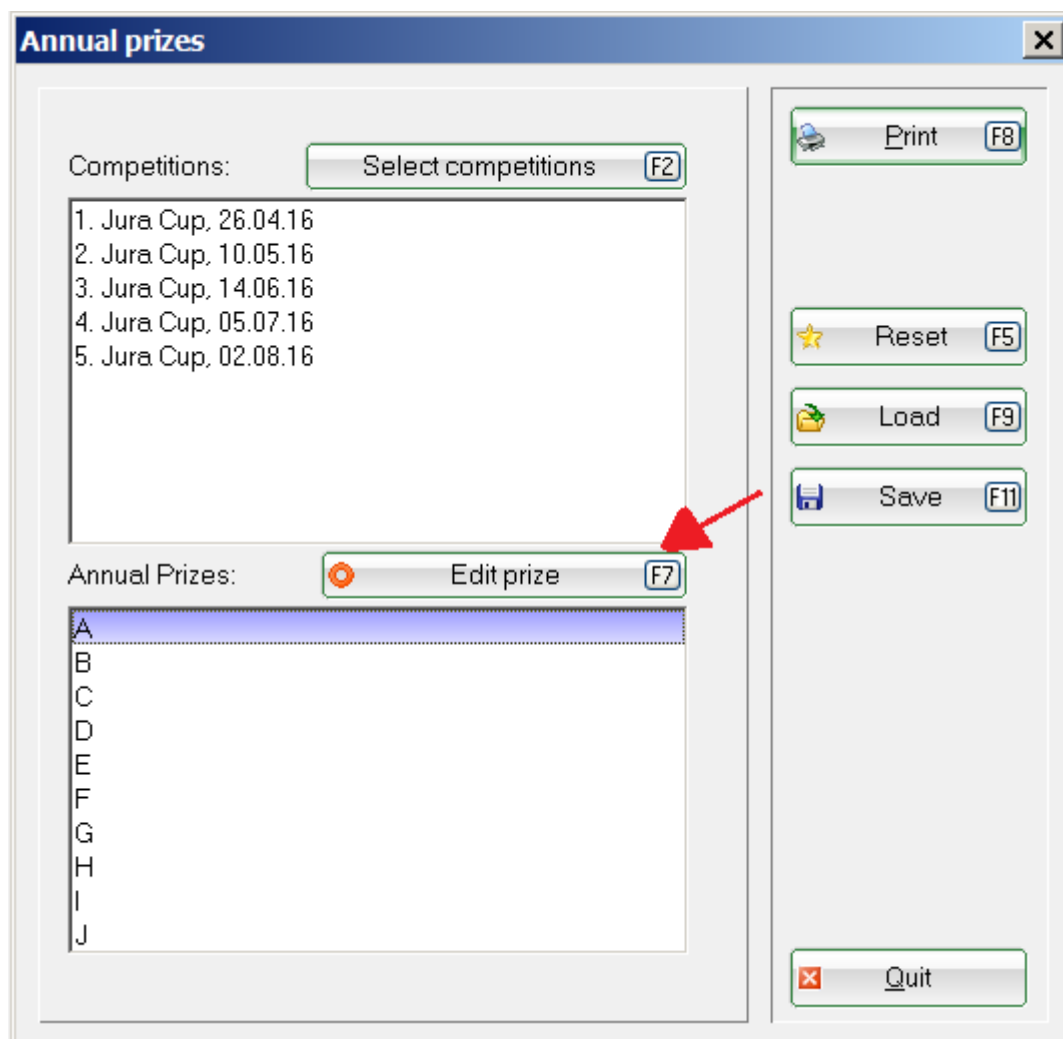 Annual prizes
Competitions:
Select competitions F2
1. Jura Cup, 26.04.16
2. Jura Cup, 10.05.16
3. Jura Cup, 14.06.16
4. Jura Cup, 05.07.16
5. Jura Cup, 02.08.16
Annual Prizes:
Edit prize F7
A
B
C
D
E
F
G
H
I
J
Print F8
Reset F5
Load F9
Save F11
Quit